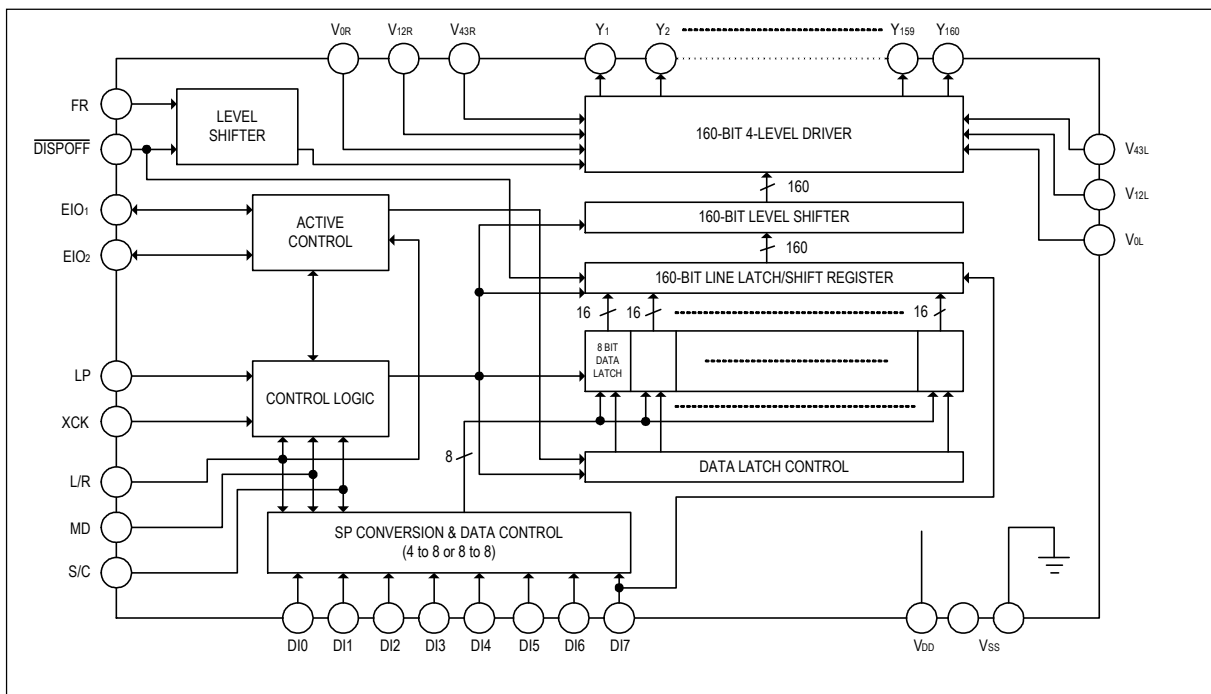 V0R V12R V43R Y1 Y2 Y159 Y160
FR
LEVEL
SHIFTER
160-BIT 4-LEVEL DRIVER
DISPOFF
V43L
160
V12L
EIO1
ACTIVE
CONTROL
160-BIT LEVEL SHIFTER
EIO2
160
V0L
160-BIT LINE LATCH/SHIFT REGISTER
16 16 16
8 BIT
DATA
LATCH
LP
CONTROL LOGIC
XCK
8
DATA LATCH CONTROL
L/R
MD
SP CONVERSION & DATA CONTROL
(4 to 8 or 8 to 8)
S/C
DI0 DI1 DI2 DI3 DI4 DI5 DI6 DI7 VDD VSS